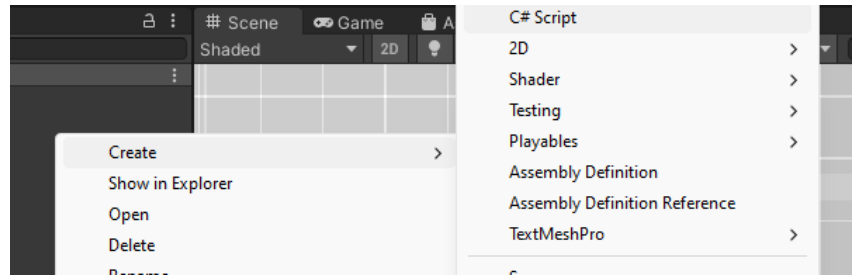 Scene Game
Shaded 2D
Create
Show in Explorer
Open
Delete
Rename
C# Script
2D
Shader
Testing
Playables
Assembly Definition
Assembly Definition Reference
TextMeshPro